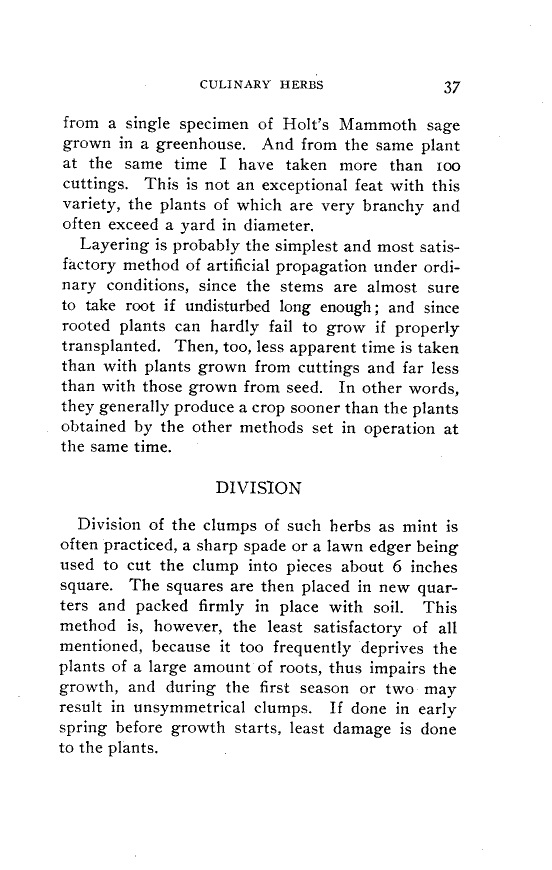 CULINARY HERBS 37
from a single specimen of Holt's Mammoth sage
grown in a greenhouse. And from the same plant
at the same time I have taken more than 100
cuttings. This is not an exceptional feat with this
variety, the plants of which are very branchy and
often exceed a yard in diameter.
Layering is probably the simplest and most satis-
factory method of artificial propagation under ordi-
nary conditions, since the stems are almost sure
to take root if undisturbed long enough; and since
rooted plants can hardly fail to grow if properly
transplanted. Then, too, less apparent time is taken
than with plants grown from cuttings and far less
than with those grown from seed. In other words,
they generally produce a crop sooner than the plants
obtained by the other methods set in operation at
the same time.
DIVISION
Division of the clumps of such herbs as mint is
often practiced, a sharp spade or a lawn edger being
used to cut the clump into pieces about 6 inches
square. The squares are then placed in new quar-
ters and packed firmly in place with soil. This
method is, however, the least satisfactory of all
mentioned, because it too frequently deprives the
plants of a large amount of roots, thus impairs the
growth, and during the first season or two may
result in unsymmetrical clumps. If done in early
spring before growth starts, least damage is done
to the plants.